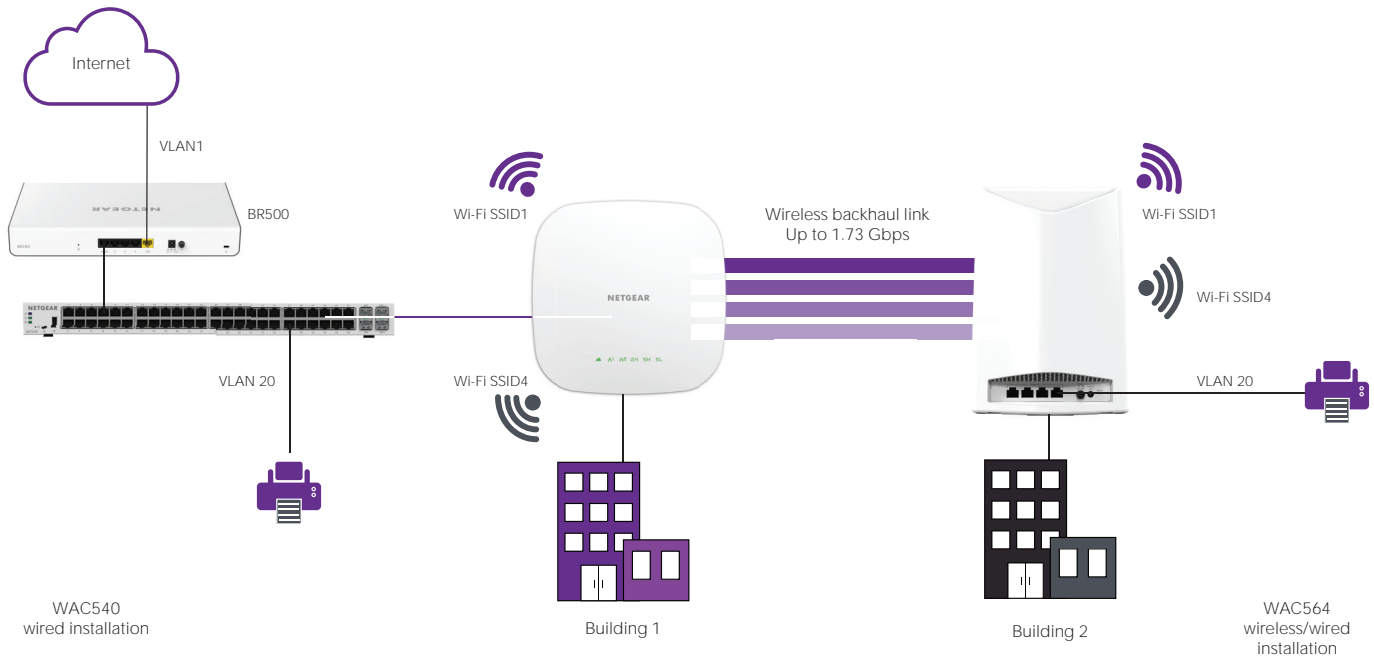 Internet
VLAN1
NETGEAR
BR500
Wi-Fi SSID1
Wireless backhaul link
Up to 1.73 Gbps
Wi-Fi SSID1
Wi-Fi SSID4
NETGEAR
NETGEAR
VLAN 20
Wi-Fi SSID4
VLAN 20
WAC540
wired installation
Building 1
Building 2
WAC564
wireless/wired
installation